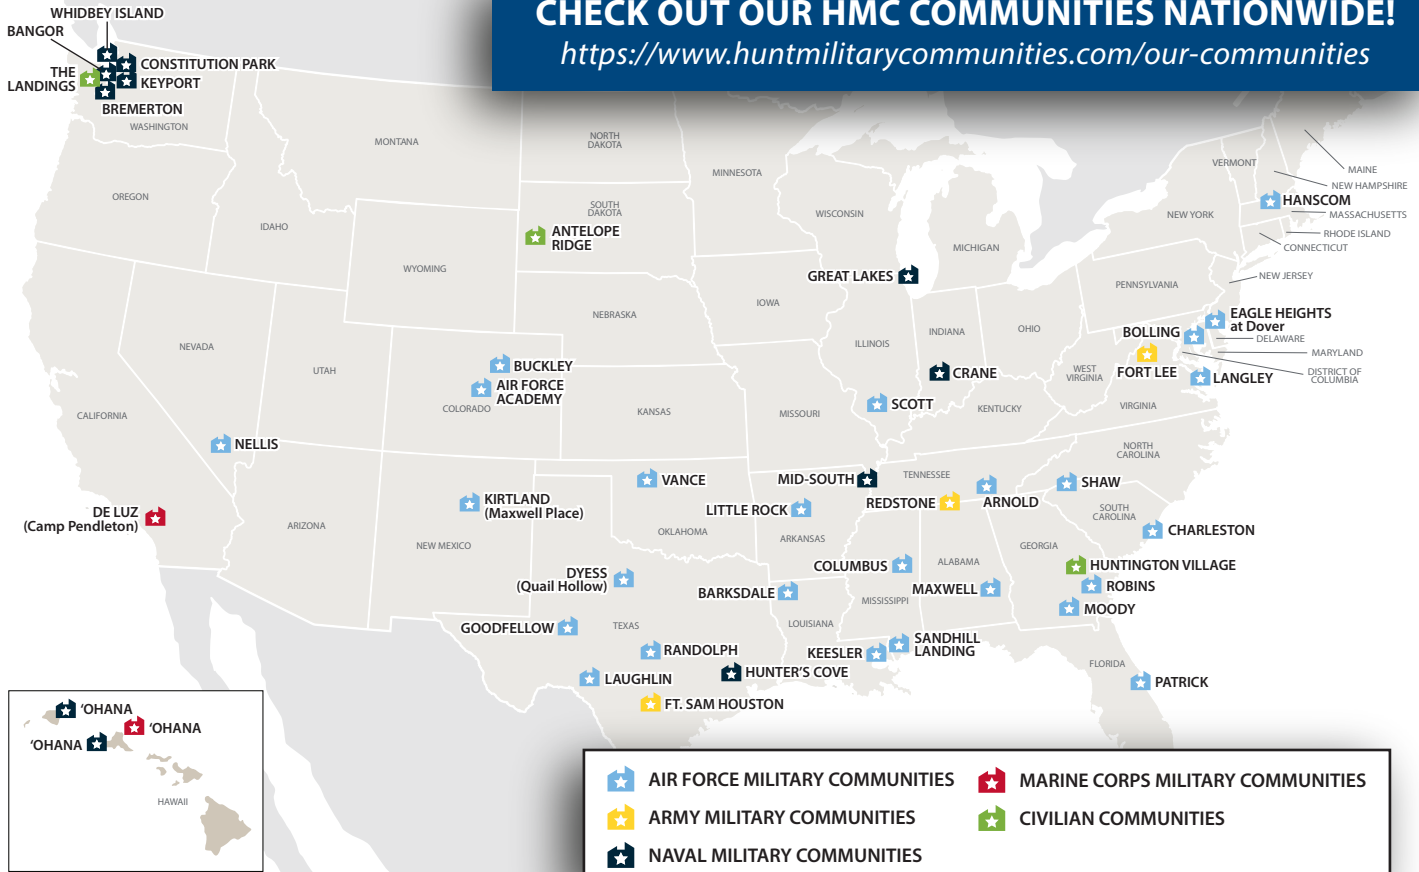 CHECK OUT OUR HMC COMMUNITIES NATIONWIDE!
https://www.huntmilitarycommunities.com/our-communities
WHIDBEY ISLAND
BANGOR
CONSTITUTION PARK
THE
LANDINGS
KEYPORT
BREMERTON
WASHINGTON
MONTANA
NORTH
DAKOTA
MINNESOTA
VERMONT
MAINE
NEW HAMPSHIRE
OREGON
IDAHO
SOUTH
DAKOTA
WISCONSIN
NEW YORK
HANSCOM
MASSACHUSETTS
RHODE ISLAND
CONNECTICUT
ANTELOPE
RIDGE
MICHIGAN
WYOMING
GREAT LAKES
PENNSYLVANIA
NEW JERSEY
IOWA
NEBRASKA
NEVADA
UTAH
ILLINOIS
INDIANA
OHIO
BOLLING
EAGLE HEIGHTS
at Dover
DELAWARE
MARYLAND
DISTRICT OF
COLUMBIA
BUCKLEY
AIR FORCE
ACADEMY
COLORADO
CRANE
WEST
VIRGINIA
FORT LEE
LANGLEY
CALIFORNIA
KANSAS
MISSOURI
SCOTT
KENTUCKY
VIRGINIA
NELLIS
NORTH
CAROLINA
VANCE
MID-SOUTH
TENNESSEE
SHAW
DE LUZ
(Camp Pendleton)
KIRTLAND
(Maxwell Place)
LITTLE ROCK
REDSTONE
ARNOLD
SOUTH
CAROLINA
ARIZONA
NEW MEXICO
OKLAHOMA
ARKANSAS
CHARLESTON
GEORGIA
COLUMBUS
ALABAMA
HUNTINGTON VILLAGE
DYESS
(Quail Hollow)
BARKSDALE
MISSISSIPPI
MAXWELL
ROBINS
MOODY
GOODFELLOW
TEXAS
LOUISIANA
RANDOLPH
KEESLER
SANDHILL
LANDING
LAUGHLIN
HUNTER'S COVE
FLORIDA
PATRICK
FT. SAM HOUSTON
‘OHANA
‘OHANA
‘OHANA
HAWAII
AIR FORCE MILITARY COMMUNITIES
MARINE CORPS MILITARY COMMUNITIES
ARMY MILITARY COMMUNITIES
CIVILIAN COMMUNITIES
NAVAL MILITARY COMMUNITIES